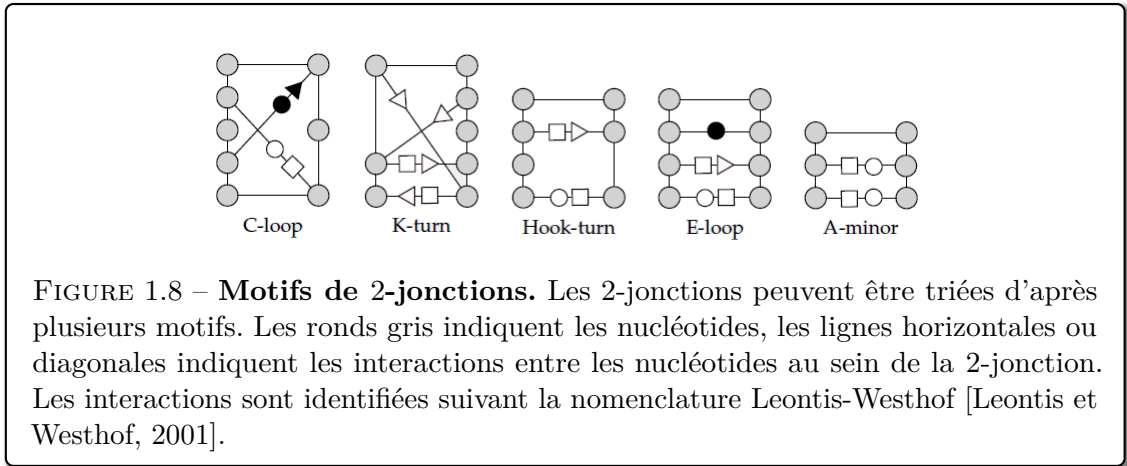 C-loop K-turn Hook-turn E-loop A-minor
FIGURE 1.8 – Motifs de 2-jonctions. Les 2-jonctions peuvent être triées d'après
plusieurs motifs. Les ronds gris indiquent les nucléotides, les lignes horizontales ou
diagonales indiquent les interactions entre les nucléotides au sein de la 2-jonction.
Les interactions sont identifiées suivant la nomenclature Leontis-Westhof [Leontis et
Westhof, 2001].